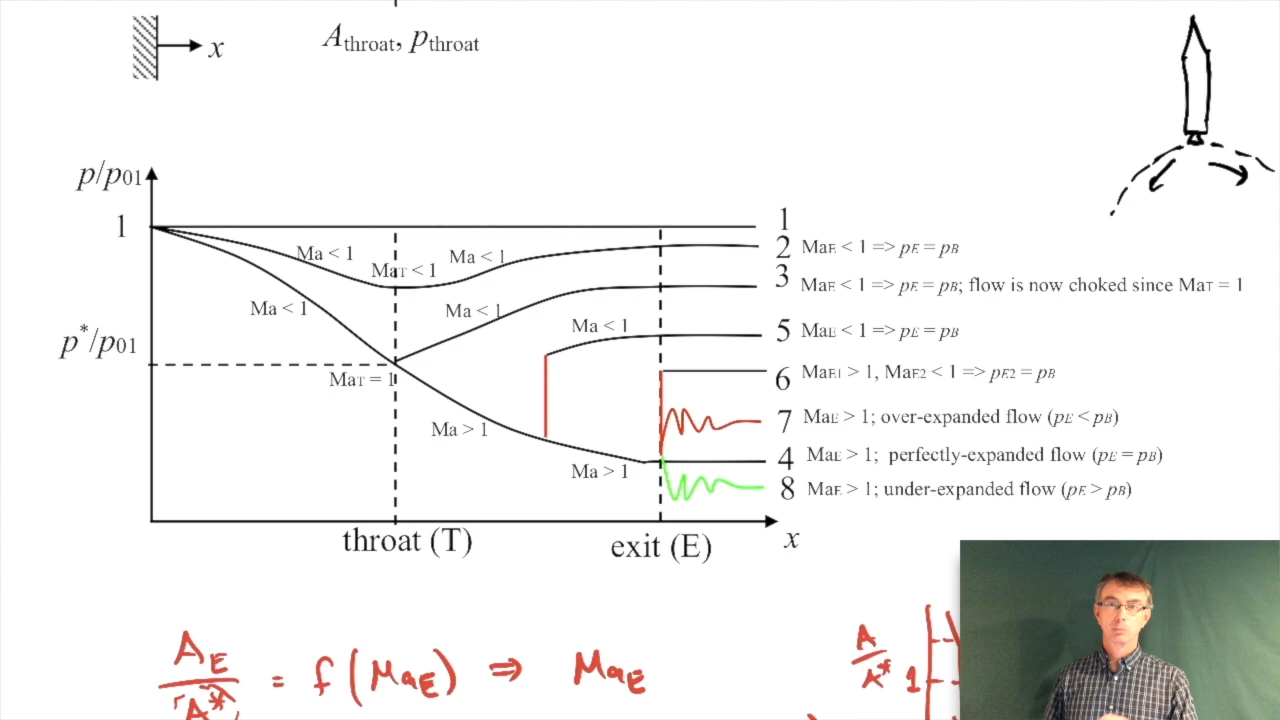 x
Athroat, pthroat
p/p01
1
1
2 MaE < 1 => pE = pB
Ma < 1
MaT < 1
Ma < 1
3 MaE < 1 => pE = pB; flow is now choked since MaT = 1
Ma < 1
Ma < 1
Ma < 1
5 MaE < 1 => pE = pB
p*/p01
MaT = 1
6 MaE1 > 1, MaE2 < 1 => pE2 = pB
7 MaE > 1; over-expanded flow (pE < pB)
Ma > 1
4 MaE > 1; perfectly-expanded flow (pE = pB)
Ma > 1
8 MaE > 1; under-expanded flow (pE > pB)
throat (T)
exit (E)
x
AE/A* = f(MaE) ⇒ MaE
A/A* 1